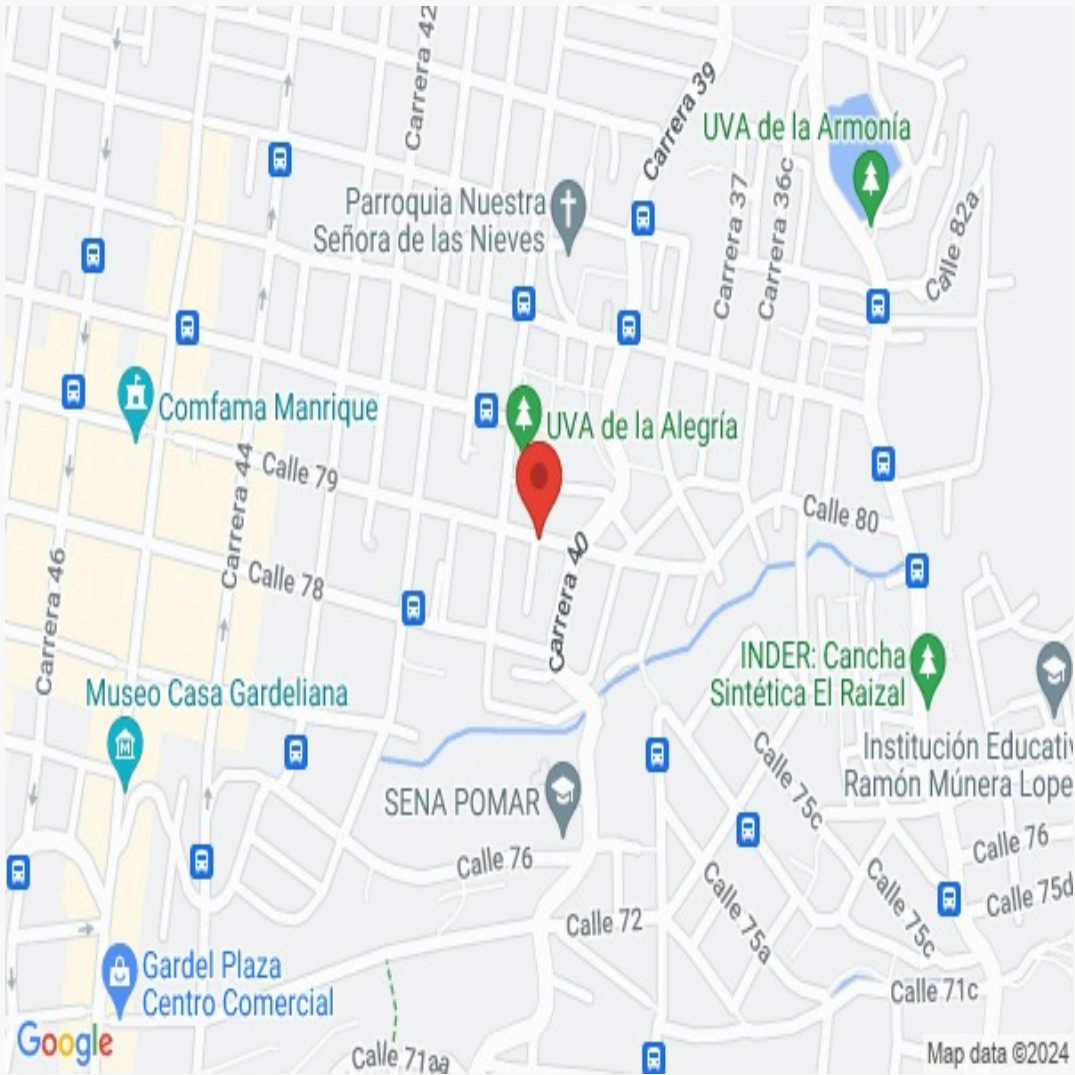 Carrera 42
Carrera 39
UVA de la Armonía
Parroquia Nuestra
Señora de las Nieves
Carrera 37
Carrera 36c
Calle 82a
Comfama Manrique
UVA de la Alegría
Calle 79
Carrera 44
Calle 80
Carrera 46
Calle 78
Carrera 40
INDER: Cancha
Sintética El Raizal
Museo Casa Gardeliana
M
Institución Educativ
Ramón Múnera Lope
SENA POMAR
Calle 75c
Calle 76
Calle 76
Calle 75c
Calle 75d
Calle 75a
Calle 72
Gardel Plaza
Centro Comercial
Calle 71c
Google
Calle 71aa
Map data ©2024